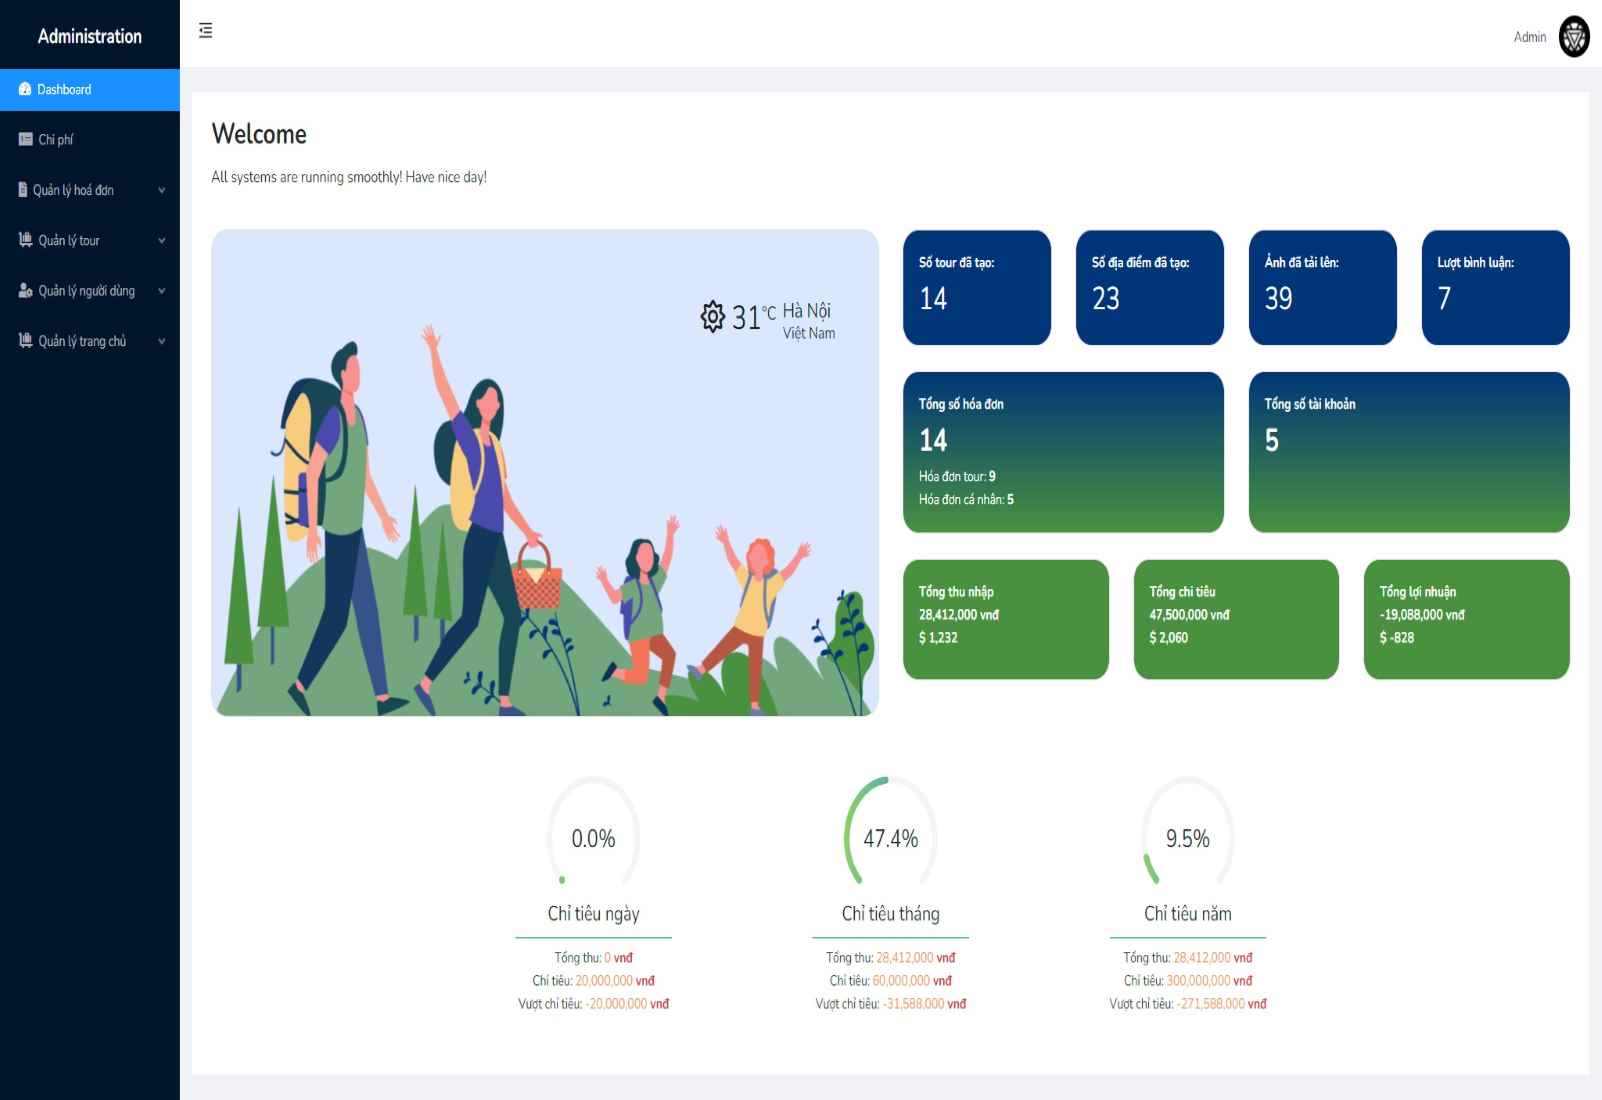 Administration
Admin
Dashboard
Chi phí
Quản lý hoá đơn
Quản lý tour
Quản lý người dùng
Quản lý trang chủ
Welcome
All systems are running smoothly! Have nice day!
31°C Hà Nội
Việt Nam
Số tour đã tạo:
14
Số địa điểm đã tạo:
23
Ảnh đã tải lên:
39
Lượt bình luận:
7
Tổng số hóa đơn
14
Hóa đơn tour: 9
Hóa đơn cá nhân: 5
Tổng số tài khoản
5
Tổng thu nhập
28,412,000 vnđ
$ 1,232
Tổng chi tiêu
47,500,000 vnđ
$ 2,060
Tổng lợi nhuận
-19,088,000 vnđ
$ -828
0.0%
Chỉ tiêu ngày
Tổng thu: 0 vnđ
Chỉ tiêu: 20,000,000 vnđ
Vượt chỉ tiêu: -20,000,000 vnđ
47.4%
Chỉ tiêu tháng
Tổng thu: 28,412,000 vnđ
Chỉ tiêu: 60,000,000 vnđ
Vượt chỉ tiêu: -31,588,000 vnđ
9.5%
Chỉ tiêu năm
Tổng thu: 28,412,000 vnđ
Chỉ tiêu: 300,000,000 vnđ
Vượt chỉ tiêu: -271,588,000 vnđ